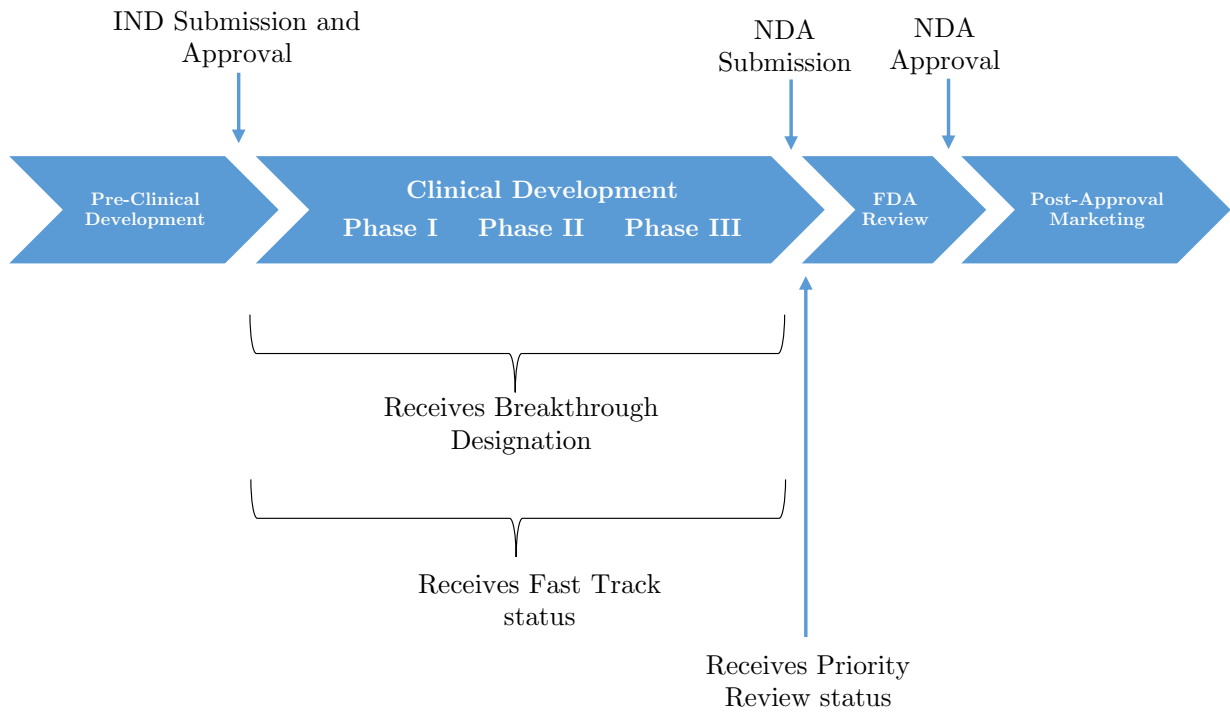 IND Submission and
Approval
NDA
Submission
NDA
Approval
Pre-Clinical
Development
Clinical Development
Phase I Phase II Phase III
FDA
Review
Post-Approval
Marketing
Receives Breakthrough
Designation
Receives Fast Track
status
Receives Priority
Review status